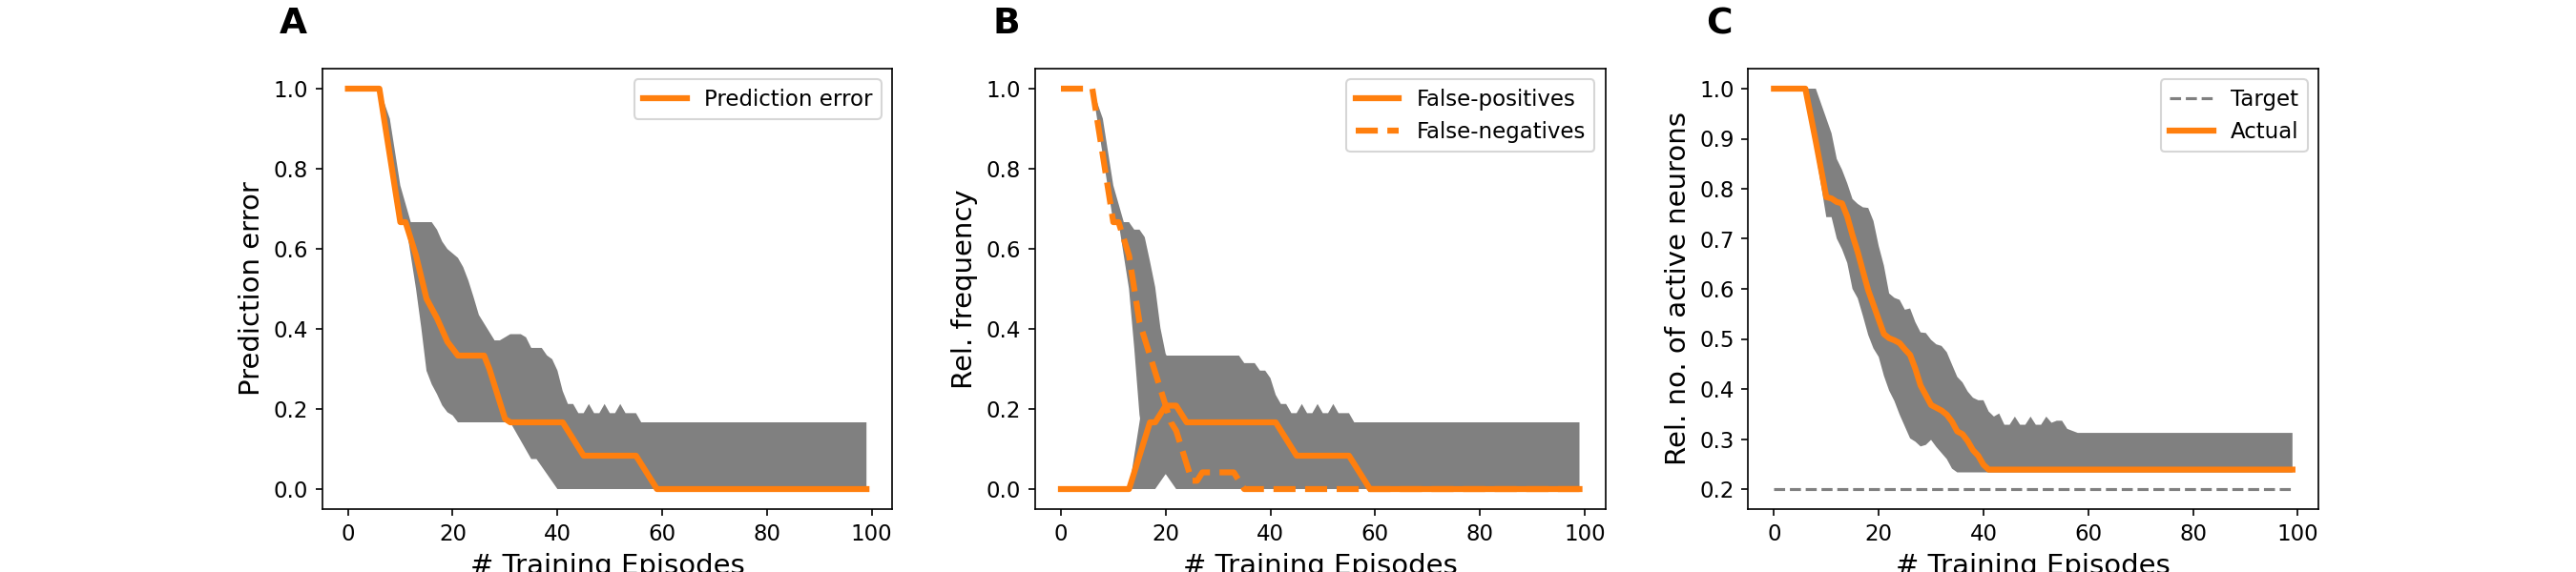 A
Prediction error
1.0
0.8
0.6
0.4
0.2
0.0
Prediction error
0
20
40
60
80
100
# Training Episodes
B
False-positives
False-negatives
1.0
0.8
0.6
0.4
0.2
0.0
Rel. frequency
0
20
40
60
80
100
# Training Episodes
C
Target
Actual
1.0
0.9
0.8
0.7
0.6
0.5
0.4
0.3
0.2
Rel. no. of active neurons
0
20
40
60
80
100
# Training Episodes